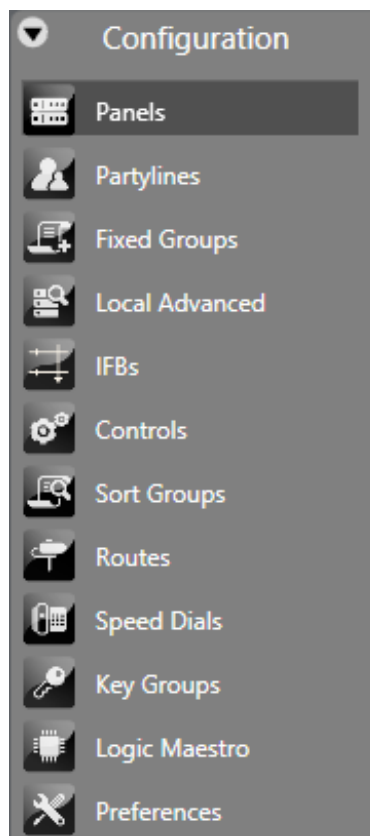 Configuration
Panels
Partylines
Fixed Groups
Local Advanced
IFBs
Controls
Sort Groups
Routes
Speed Dials
Key Groups
Logic Maestro
Preferences